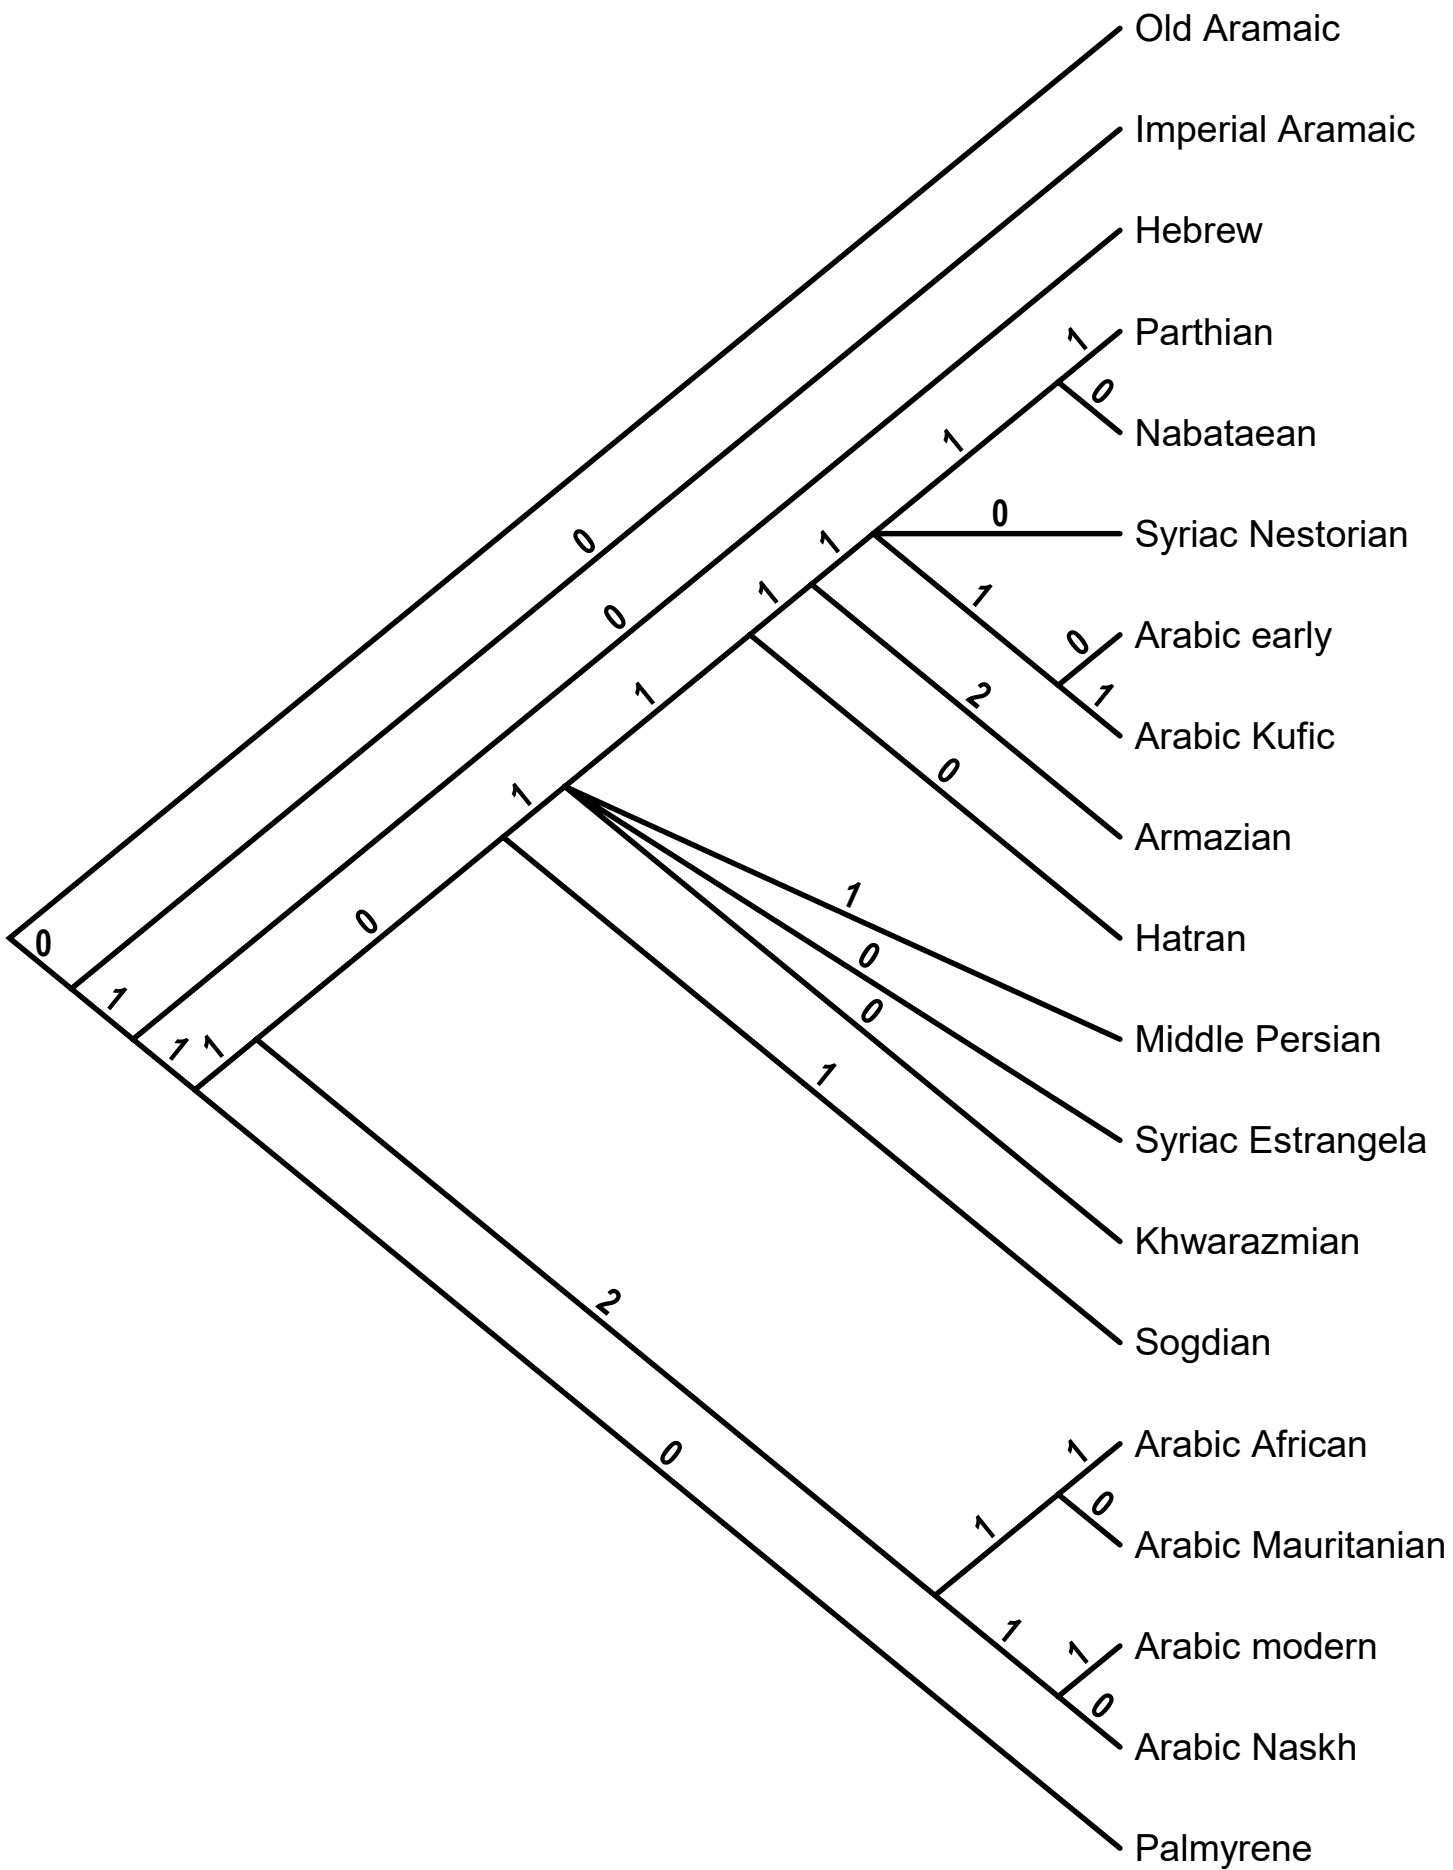 Old Aramaic
Imperial Aramaic
Hebrew
1
Parthian
0
Nabataean
1
0
Syriac Nestorian
0
1
1
1
0
Arabic early
0
1
2
1
Arabic Kufic
1
0
Armazian
1
1
0
Hatran
0
0
1
0
Middle Persian
1
1
1
Syriac Estrangela
Khwarazmian
2
Sogdian
0
1
Arabic African
0
1
Arabic Mauritanian
1
1
Arabic modern
0
Arabic Naskh
Palmyrene